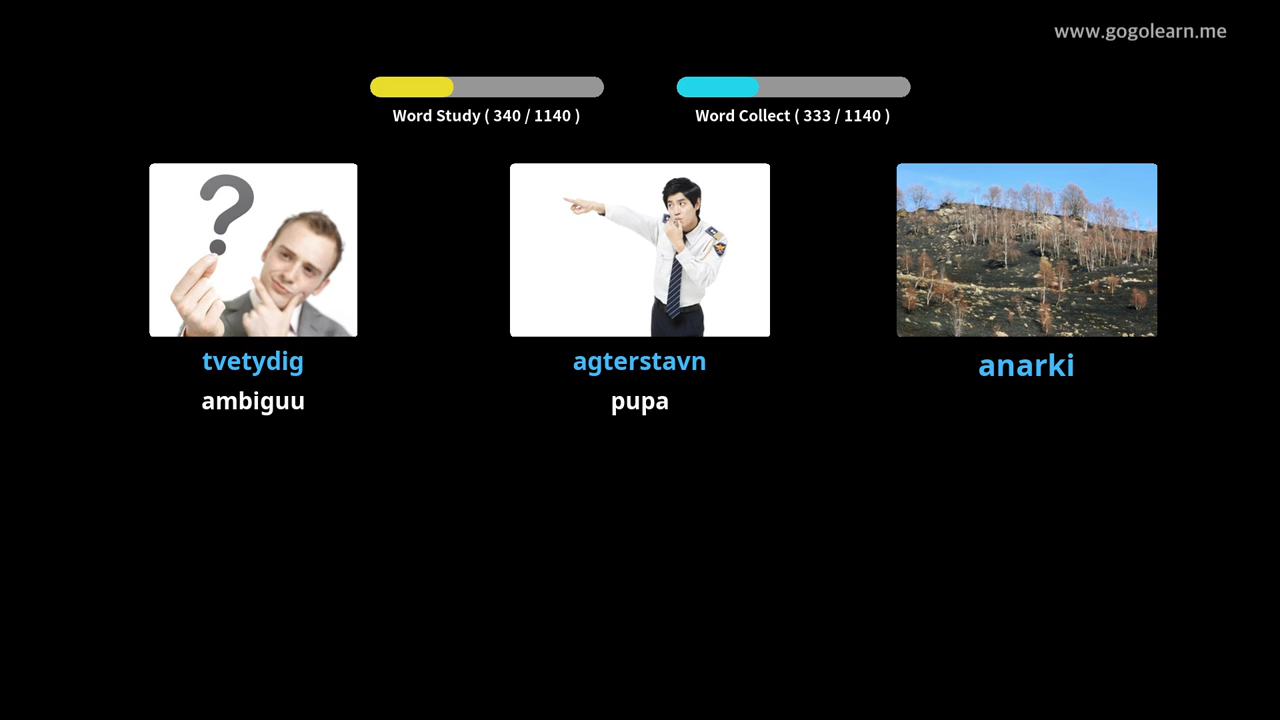 www.gogolearn.me
Word Study ( 340 / 1140 )
Word Collect ( 333 / 1140 )
tvetydig
ambiguu
agterstavn
pupa
anarki